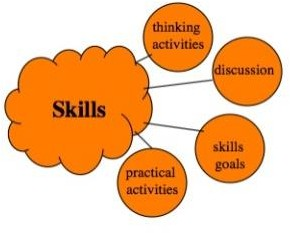 thinking
activities
discussion
Skills
skills
goals
practical
activities